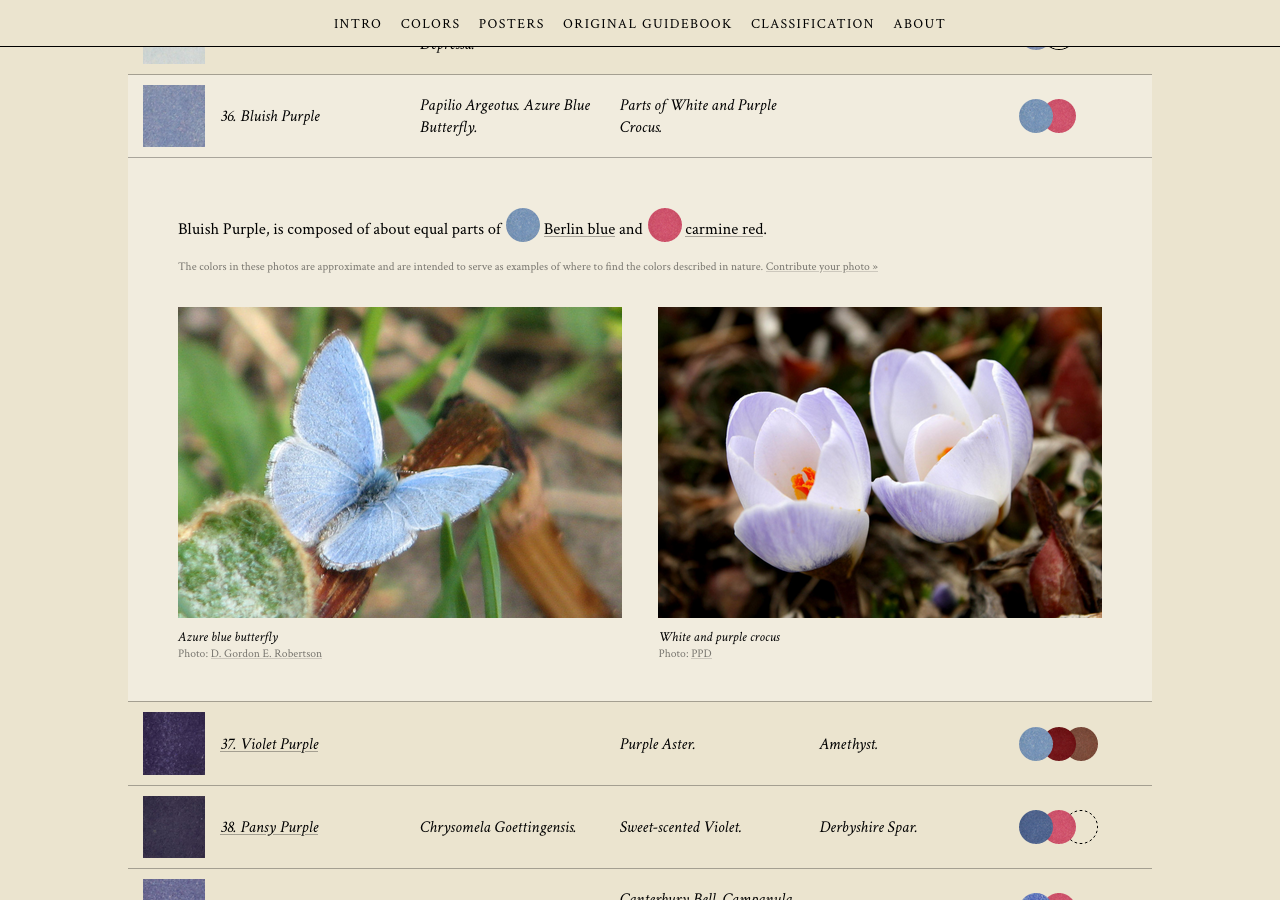 INTRO COLORS POSTERS ORIGINAL GUIDEBOOK CLASSIFICATION ABOUT
Depressa.
36. Bluish Purple
Papilio Argeotus. Azure Blue
Butterfly.
Parts of White and Purple
Crocus.
Bluish Purple, is composed of about equal parts of Berlin blue and carmine red.
The colors in these photos are approximate and are intended to serve as examples of where to find the colors described in nature. Contribute your photo »
Azure blue butterfly
Photo: D. Gordon E. Robertson
White and purple crocus
Photo: PPD
37. Violet Purple
Purple Aster.
Amethyst.
38. Pansy Purple
Chrysomela Goettingensis.
Sweet-scented Violet.
Derbyshire Spar.
Canterbury Bell. Campanula